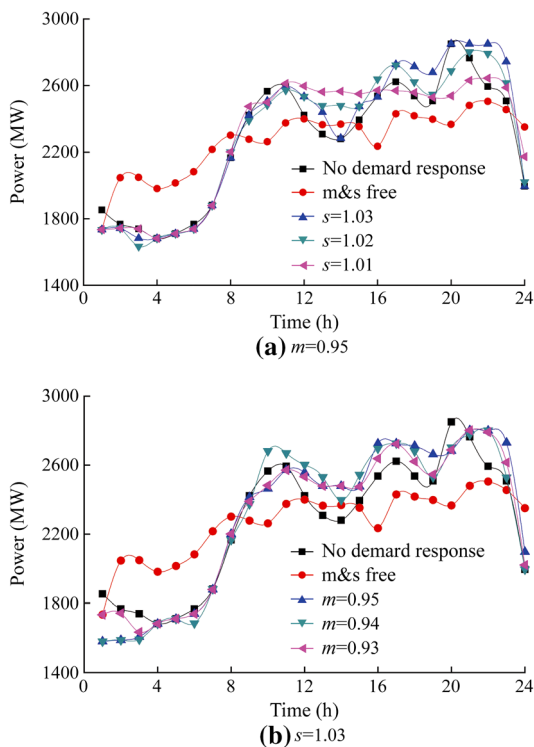 3000
2600
2200
1800
1400
Power (MW)
No demard response
m&s free
s=1.03
s=1.02
s=1.01
0 4 8 12 16 20 24
Time (h)
(a) m=0.95
3000
2600
2200
1800
1400
Power (MW)
No demard response
m&s free
m=0.95
m=0.94
m=0.93
0 4 8 12 16 20 24
Time (h)
(b) s=1.03